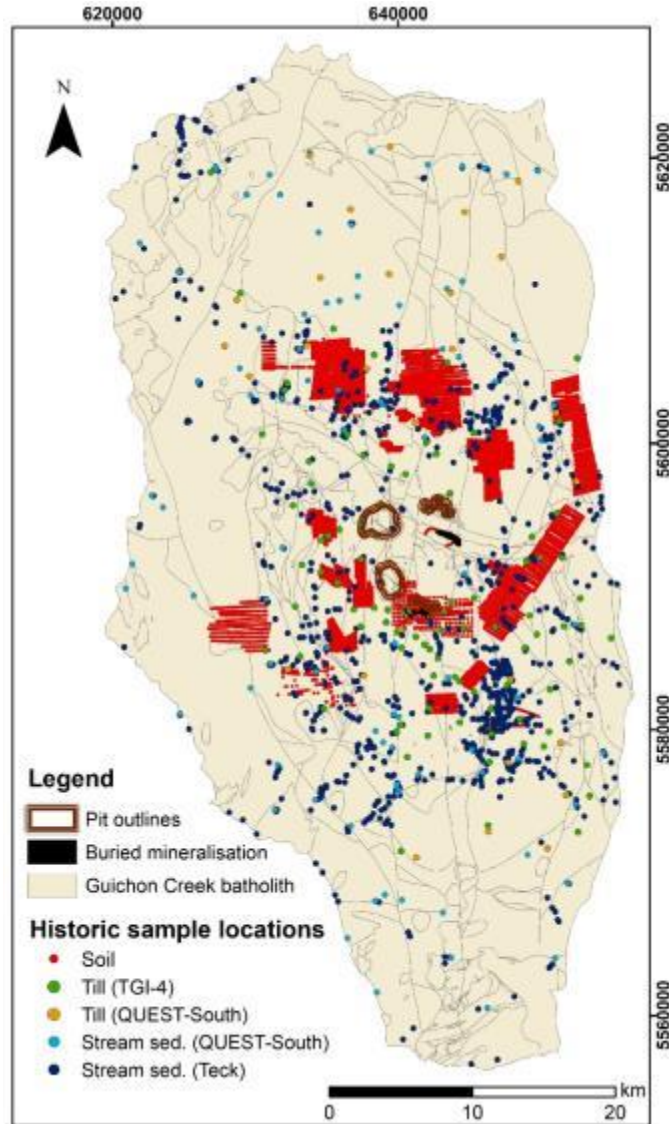 620000 640000
N
5620000
5600000
5580000
5560000
Legend
Pit outlines
Buried mineralisation
Guichon Creek batholith
Historic sample locations
Soil
Till (TGI-4)
Till (QUEST-South)
Stream sed. (QUEST-South)
Stream sed. (Teck)
km
0 10 20